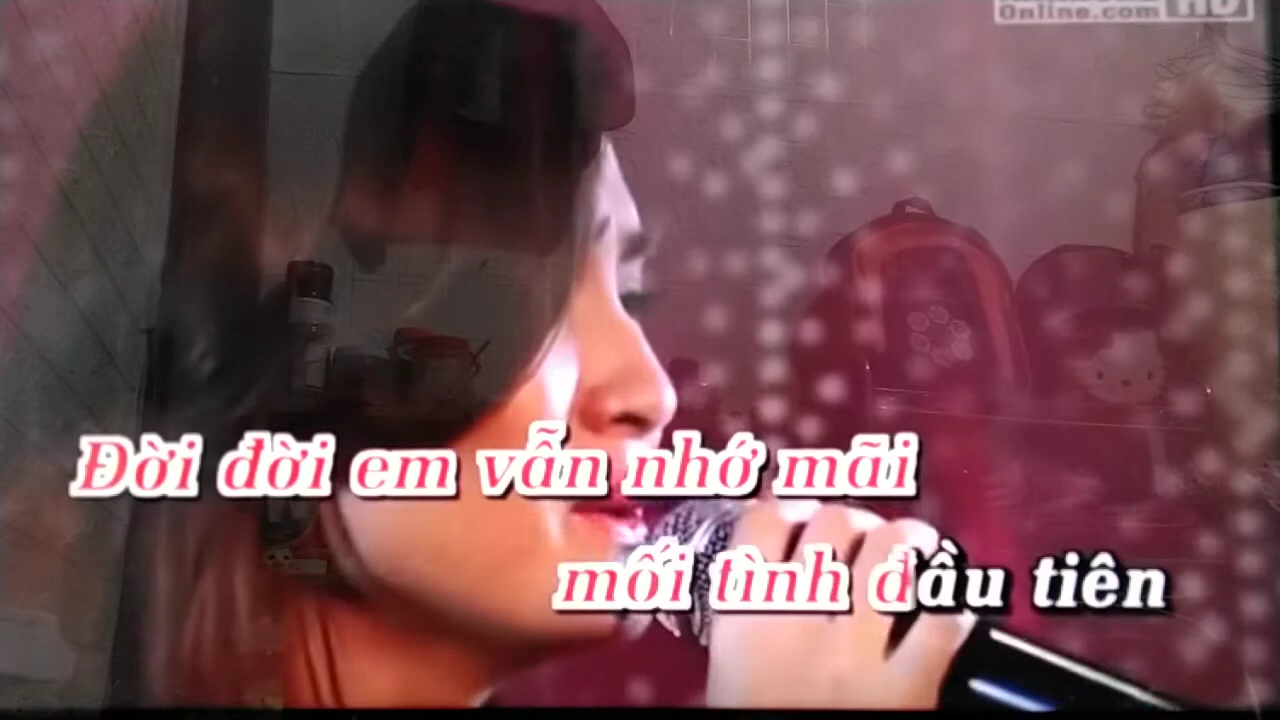 Online.com HD
Đời đời em vẫn nhớ mãi
mối tình đầu tiên